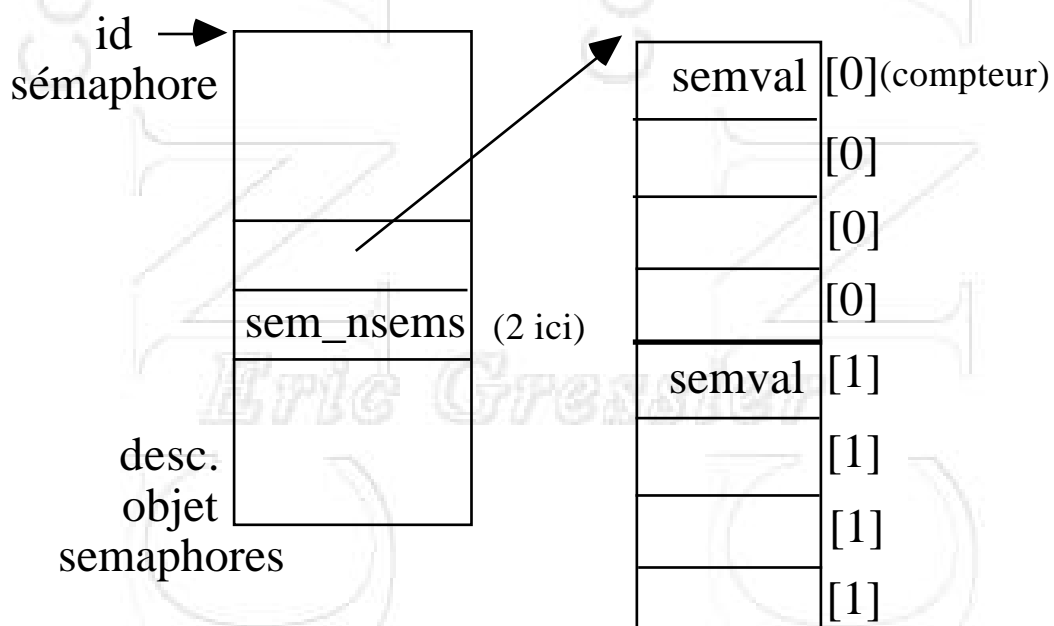 id
sémaphore
semval [0](compteur)
[0]
[0]
[0]
sem_nsems (2 ici)
semval [1]
Eric Gressier
desc.
objet
semaphores
[1]
[1]
[1]